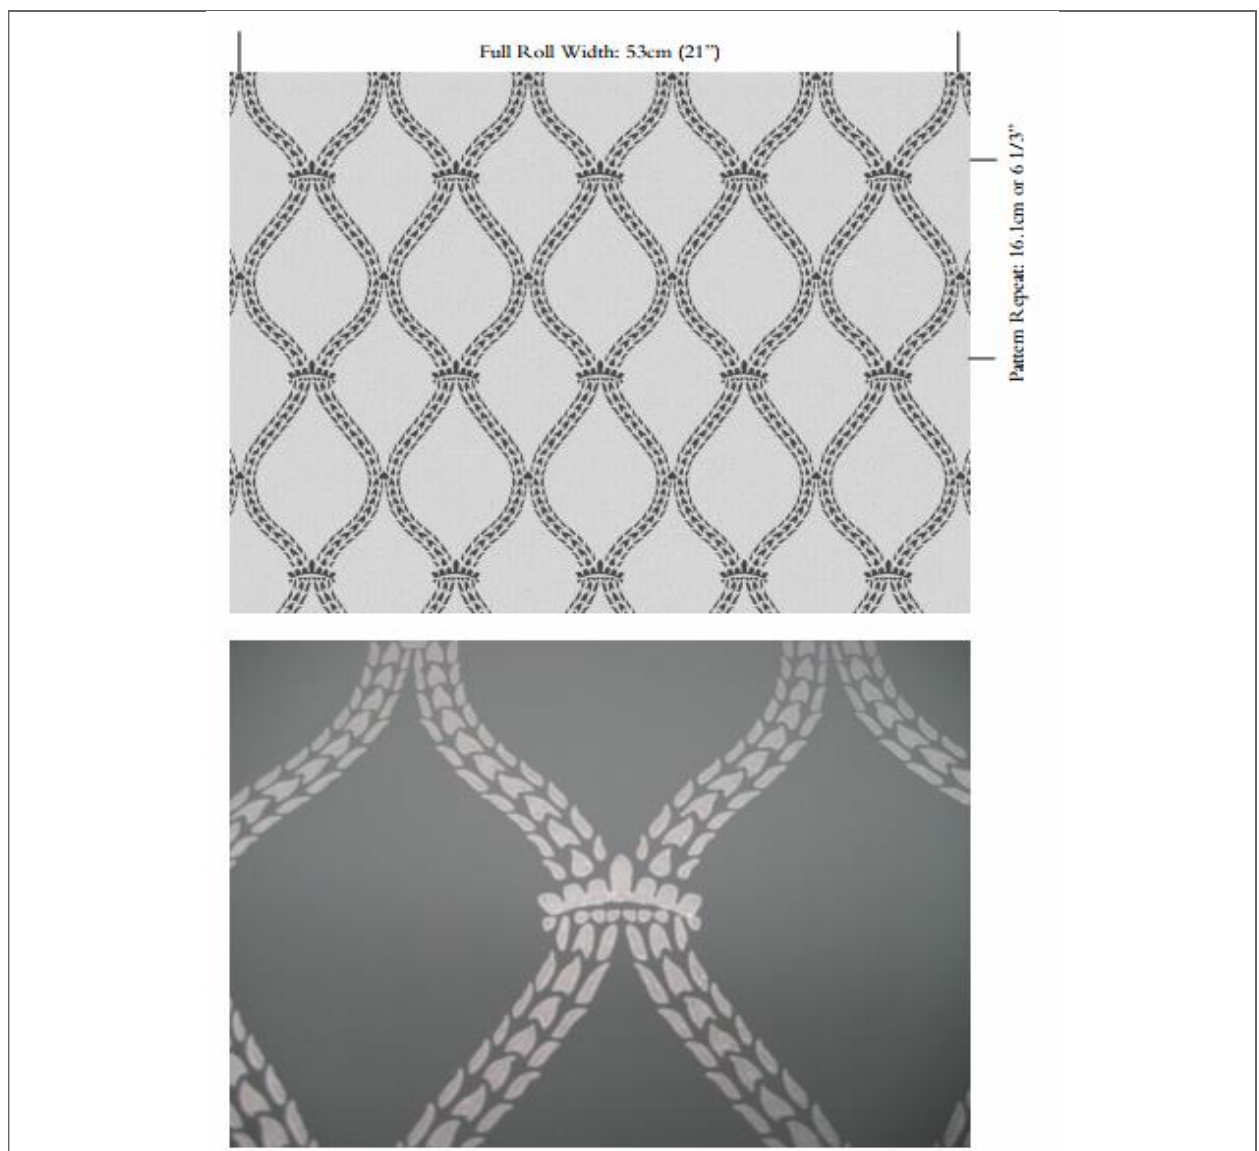 Full Roll Width: 53cm (21”)
Pattern Repeat: 16.1cm or 6 1/3”